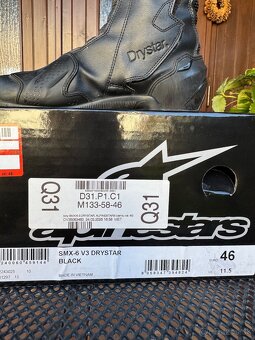 Drystar
Q31
D31.P1.C1
M133-58-46
Q31
alpinestars
SMX-6 V3 DRYSTAR
BLACK
MADE IN VIETNAM
46
11.5